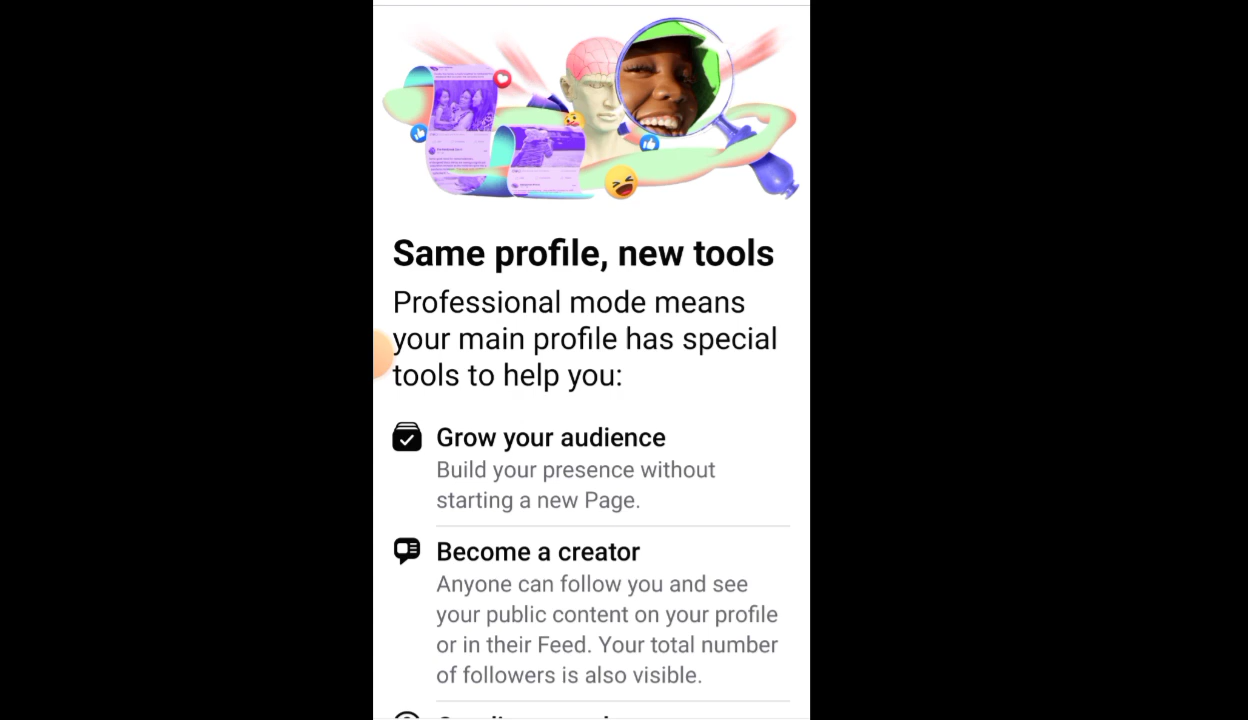 Same profile, new tools
Professional mode means
your main profile has special
tools to help you:
Grow your audience
Build your presence without
starting a new Page.
Become a creator
Anyone can follow you and see
your public content on your profile
or in their Feed. Your total number
of followers is also visible.